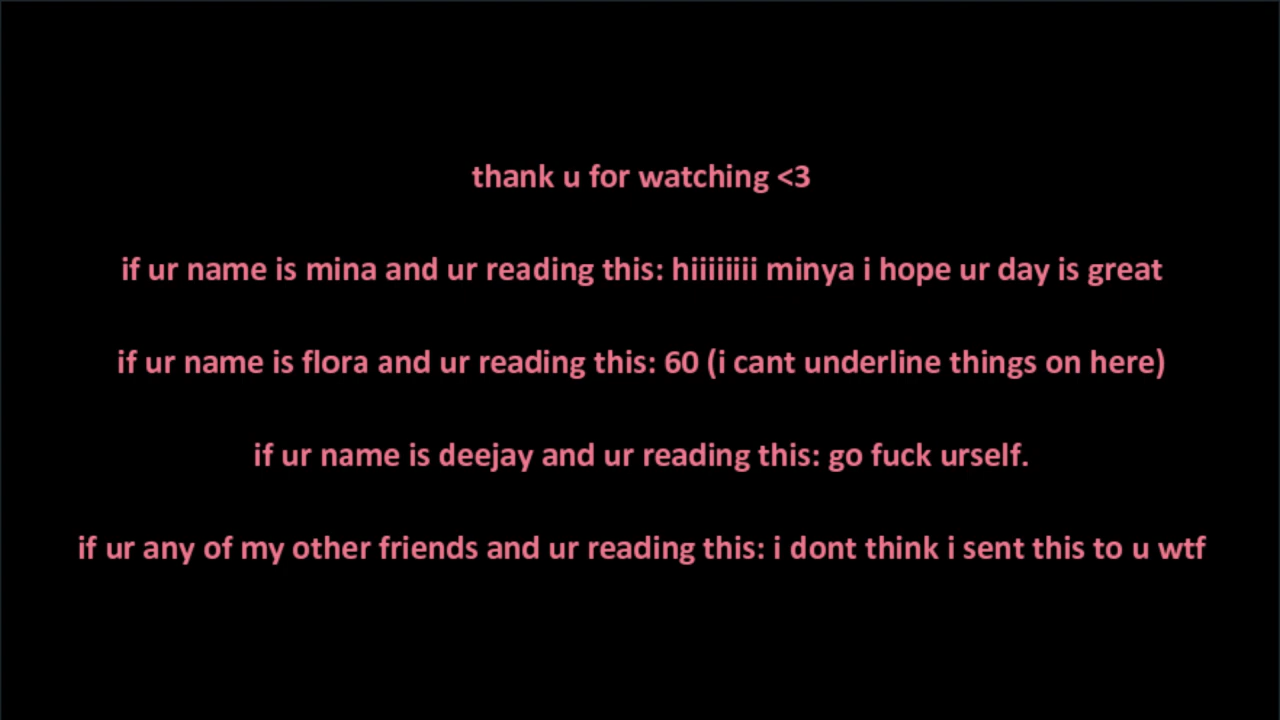 thank u for watching <3
if ur name is mina and ur reading this: hiiiiiiii minya i hope ur day is great
if ur name is flora and ur reading this: 60 (i cant underline things on here)
if ur name is deejay and ur reading this: go fuck urself.
if ur any of my other friends and ur reading this: i dont think i sent this to u wtf